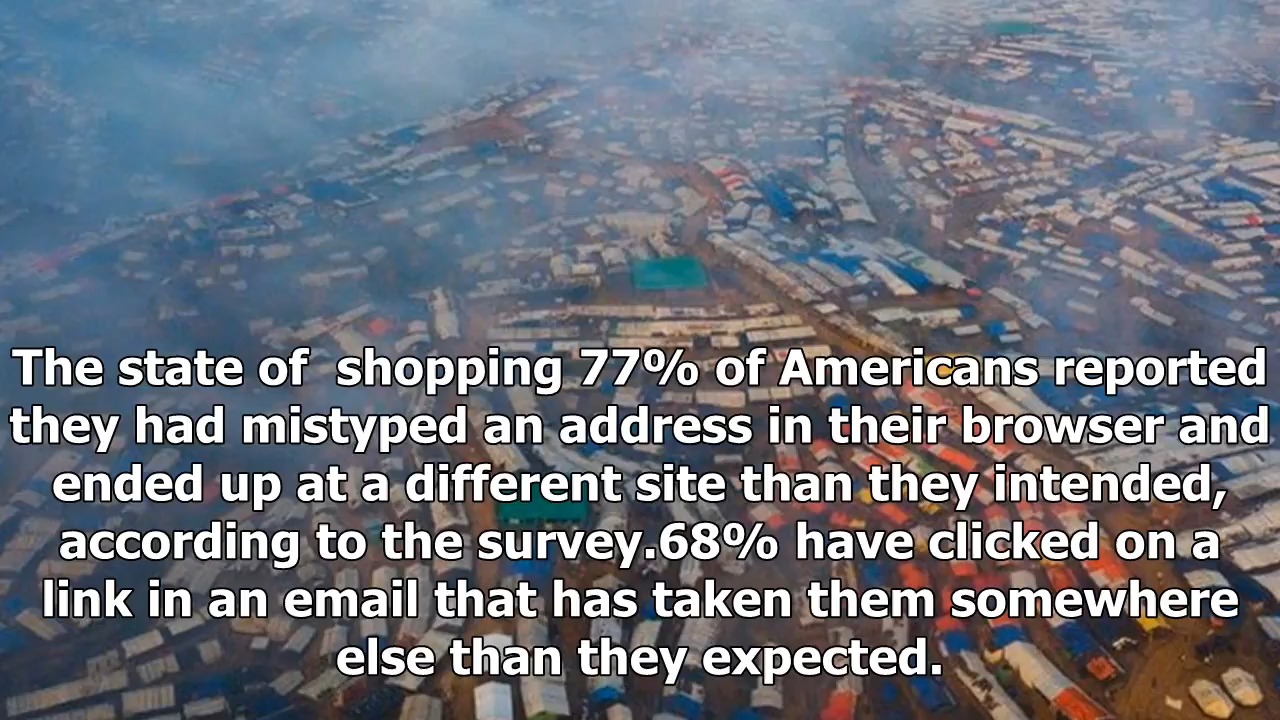 The state of  shopping 77% of Americans reported
they had mistyped an address in their browser and
ended up at a different site than they intended,
according to the survey.68% have clicked on a
link in an email that has taken them somewhere
else than they expected.